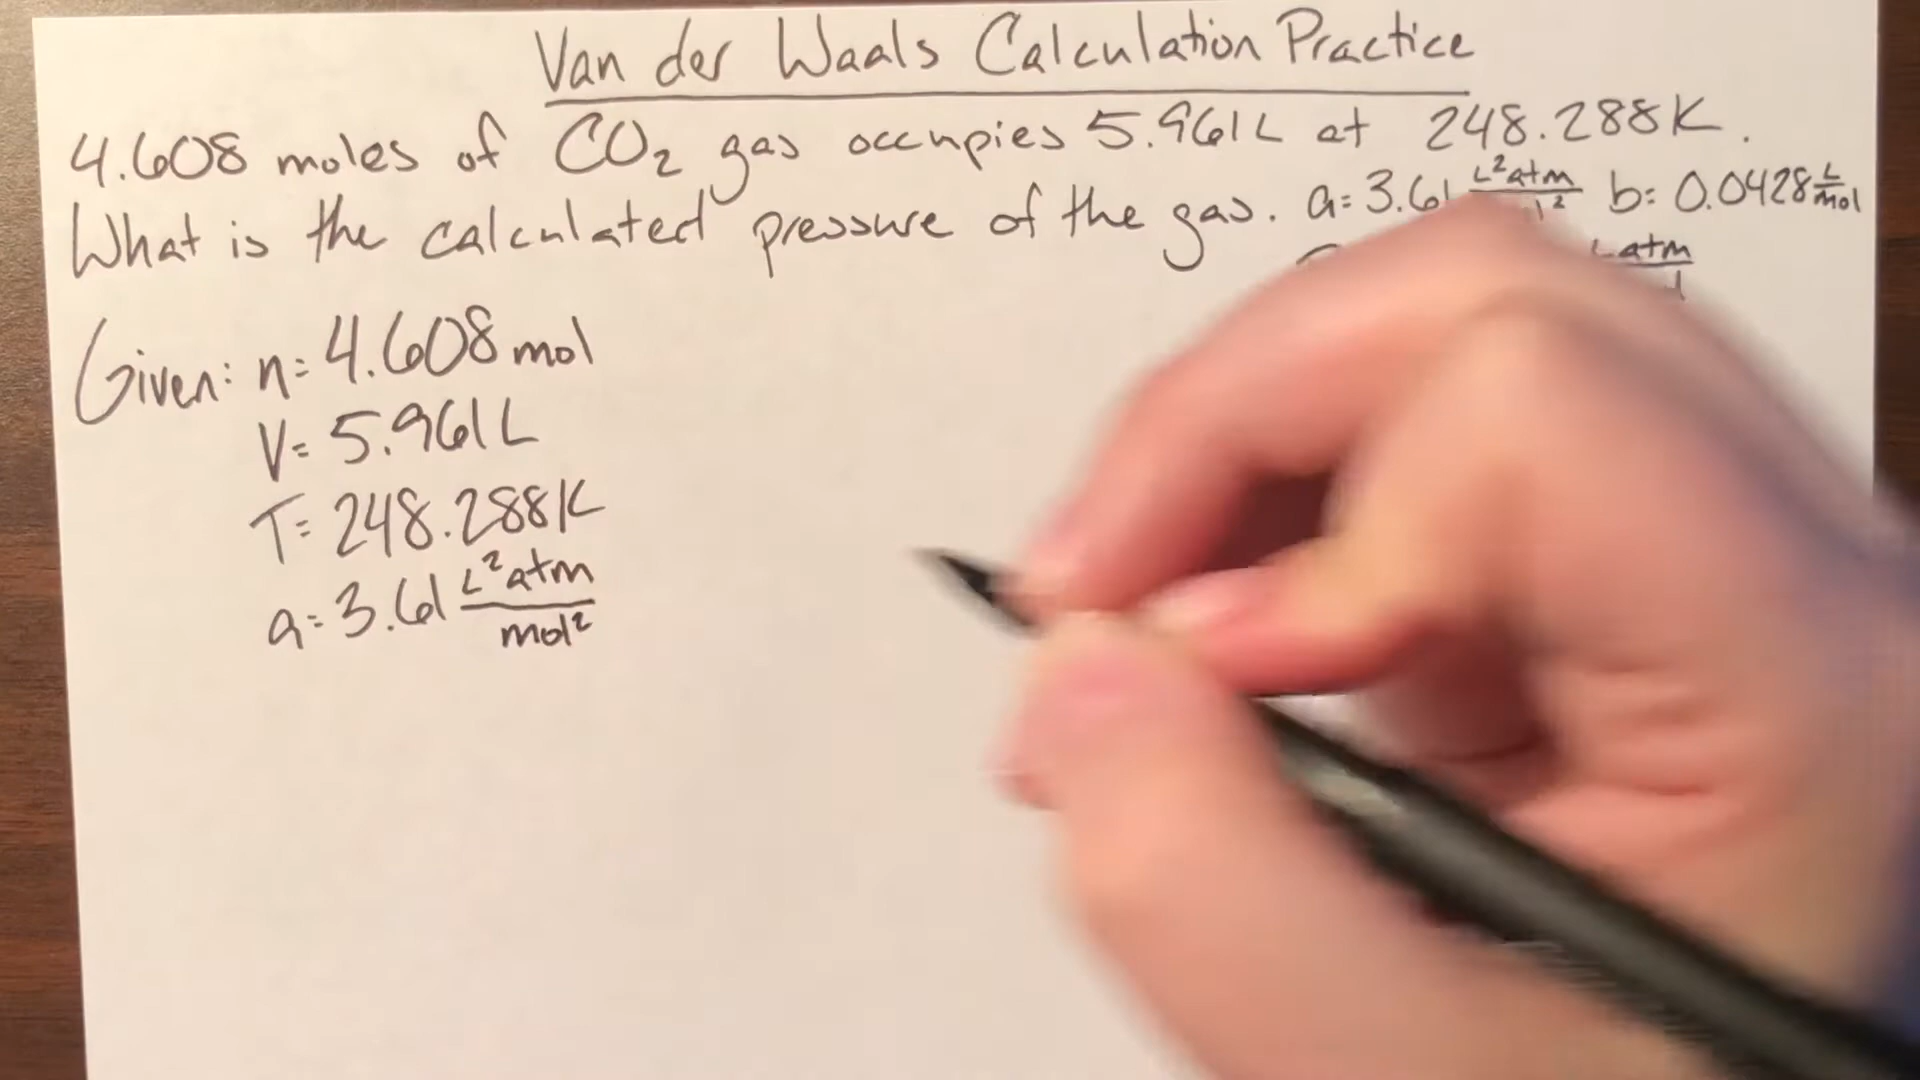 Van der Waals Calculation Practice
4.608 moles of CO₂ gas occupies 5.961L at 248.288K.
What is the calculated pressure of the gas. a=3.61 L²atm b=0.0428 L/mol
L atm
Given: n=4.608 mol
V=5.961L
T=248.288K
a=3.61 L²atm/mol²